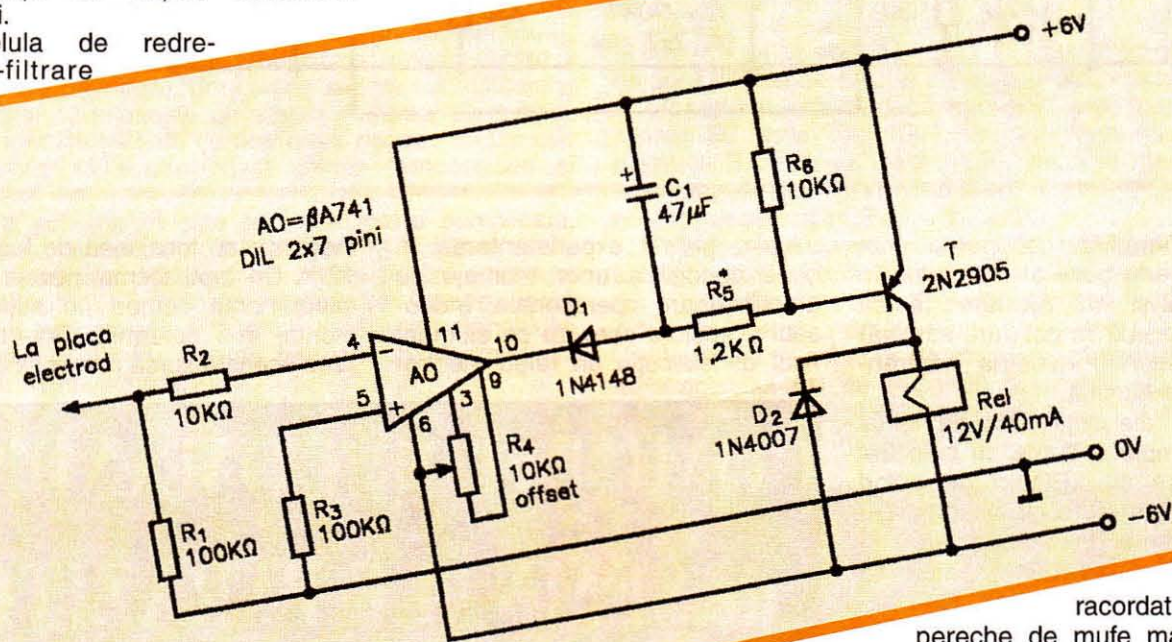 i.
lula de redre-
-filtrare
+6V
AO=βA741
DIL 2x7 pini
C1
47µF
R6
10KΩ
T
2N2905
R5*
1,2KΩ
D1
1N4148
11
10
9
4
5
3
6
−
+
AO
La placa
electrod
R2
10KΩ
R4
10KΩ
offset
D2
1N4007
Rel
12V/40mA
0V
−6V
R1
100KΩ
R3
100KΩ
racordat
pereche de mufe